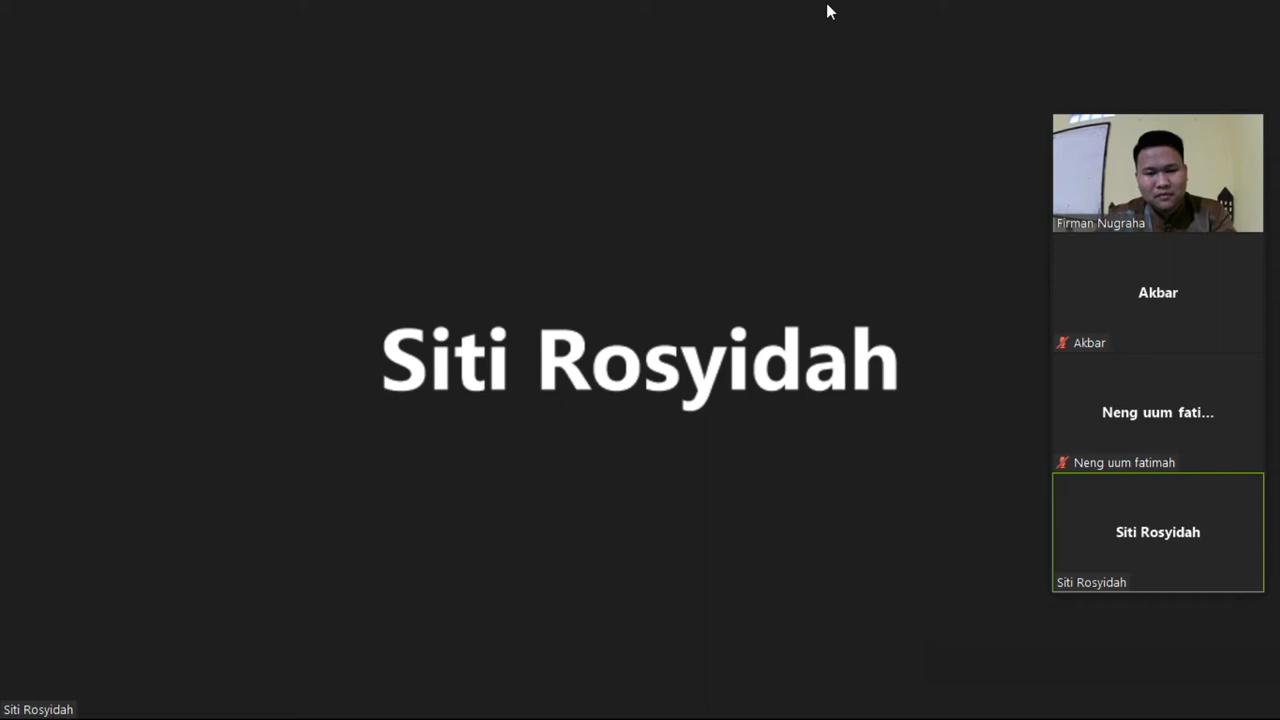 Siti Rosyidah
Firman Nugraha
Akbar
Akbar
Neng uum fati...
Neng uum fatimah
Siti Rosyidah
Siti Rosyidah
Siti Rosyidah